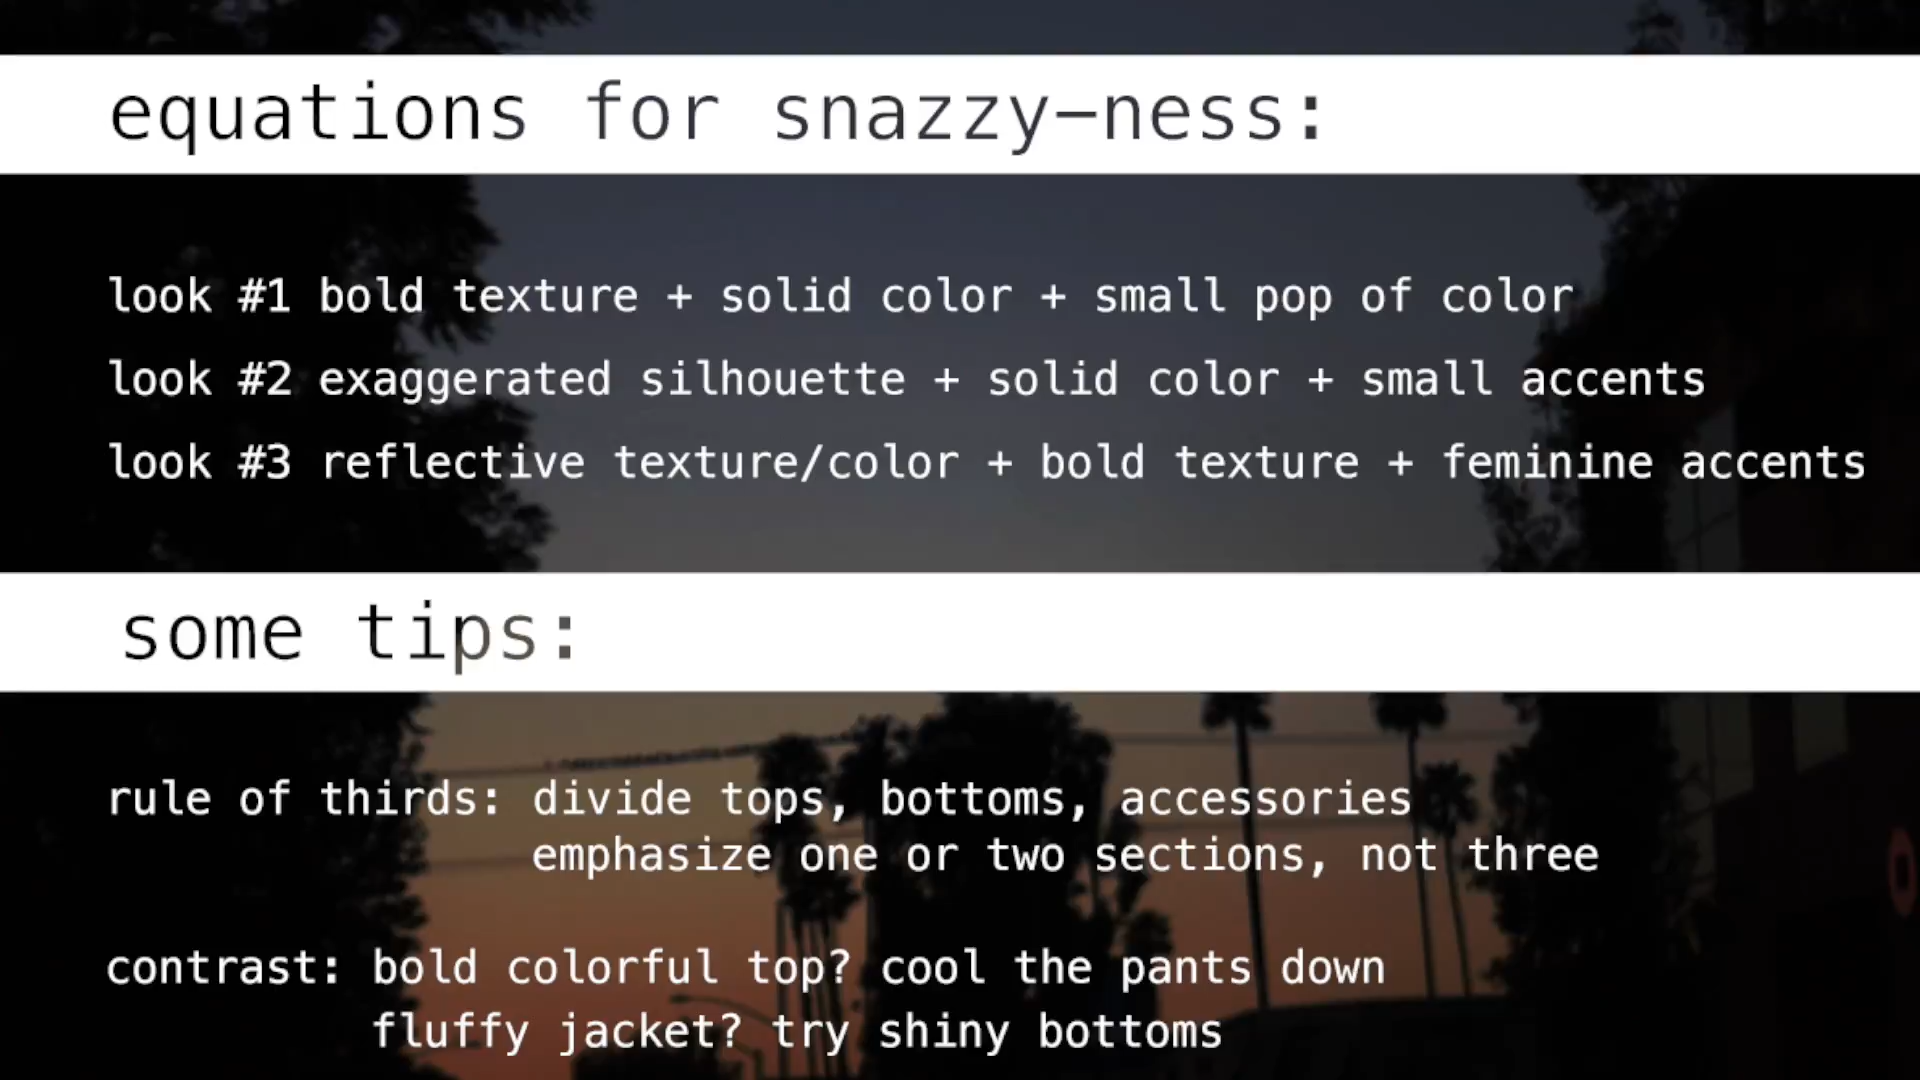 equations for snazzy-ness:
look #1 bold texture + solid color + small pop of color
look #2 exaggerated silhouette + solid color + small accents
look #3 reflective texture/color + bold texture + feminine accents
some tips:
rule of thirds: divide tops, bottoms, accessories
emphasize one or two sections, not three
contrast: bold colorful top? cool the pants down
fluffy jacket? try shiny bottoms